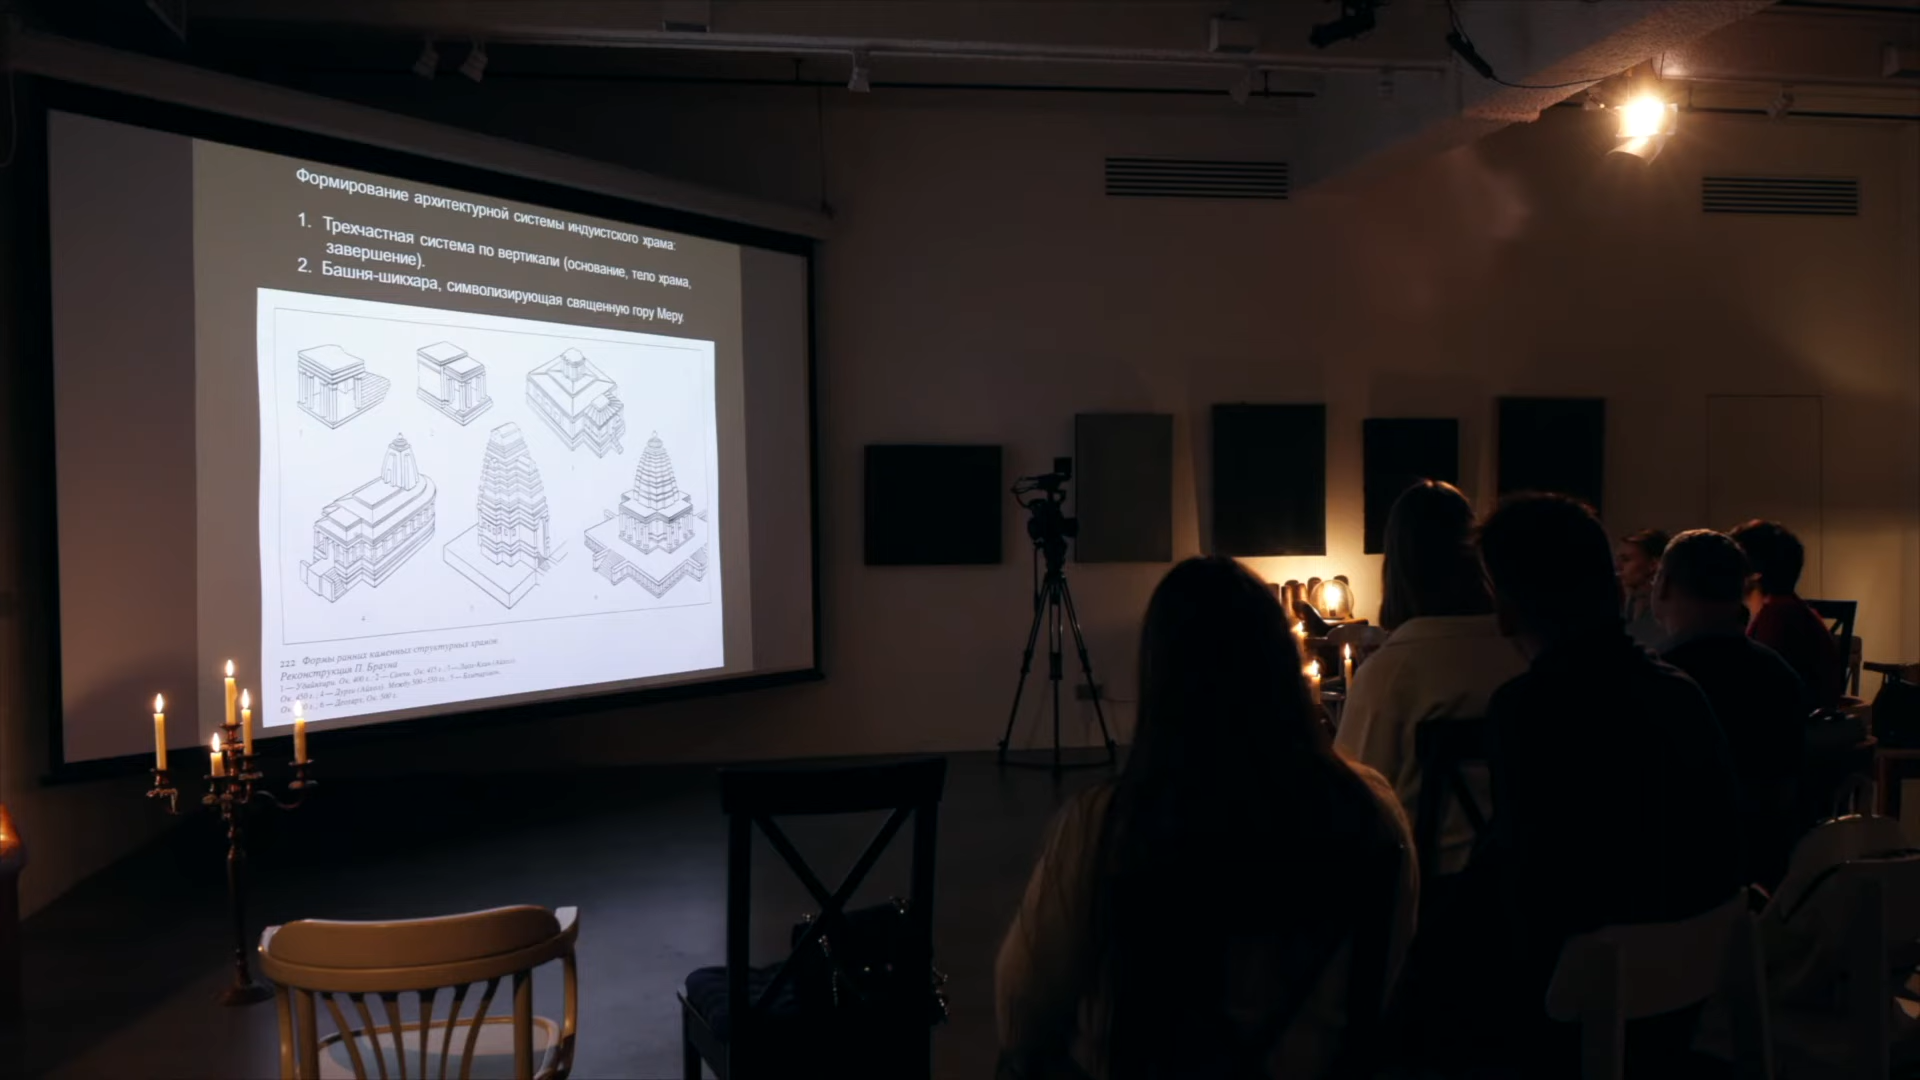 Формирование архитектурной системы индуистского храма:
1. Трехчастная система по вертикали (основание, тело храма,
завершение).
2. Башня-шикхара, символизирующая священную гору Меру.
222 Формы ранних каменных структурных храмов.
Реконструкция П. Брауна